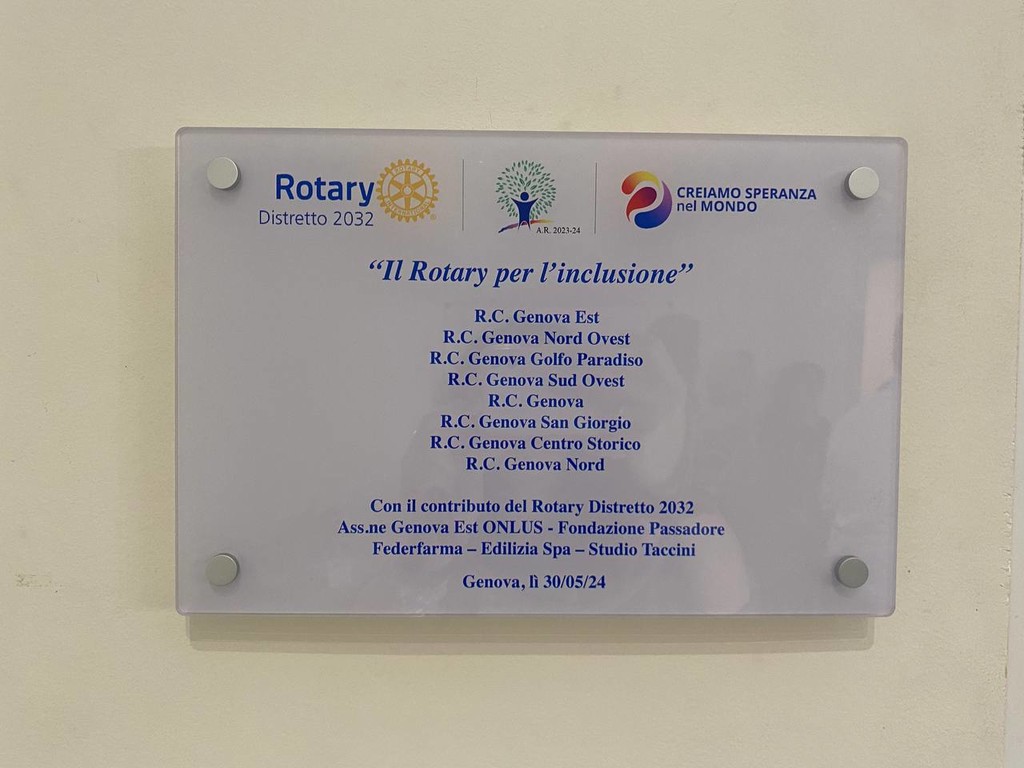 Rotary
Distretto 2032
A.R. 2023-24
CREIAMO SPERANZA
nel MONDO
“Il Rotary per l’inclusione”
R.C. Genova Est
R.C. Genova Nord Ovest
R.C. Genova Golfo Paradiso
R.C. Genova Sud Ovest
R.C. Genova
R.C. Genova San Giorgio
R.C. Genova Centro Storico
R.C. Genova Nord
Con il contributo del Rotary Distretto 2032
Ass.ne Genova Est ONLUS - Fondazione Passadore
Federfarma – Edilizia Spa – Studio Taccini
Genova, lì 30/05/24